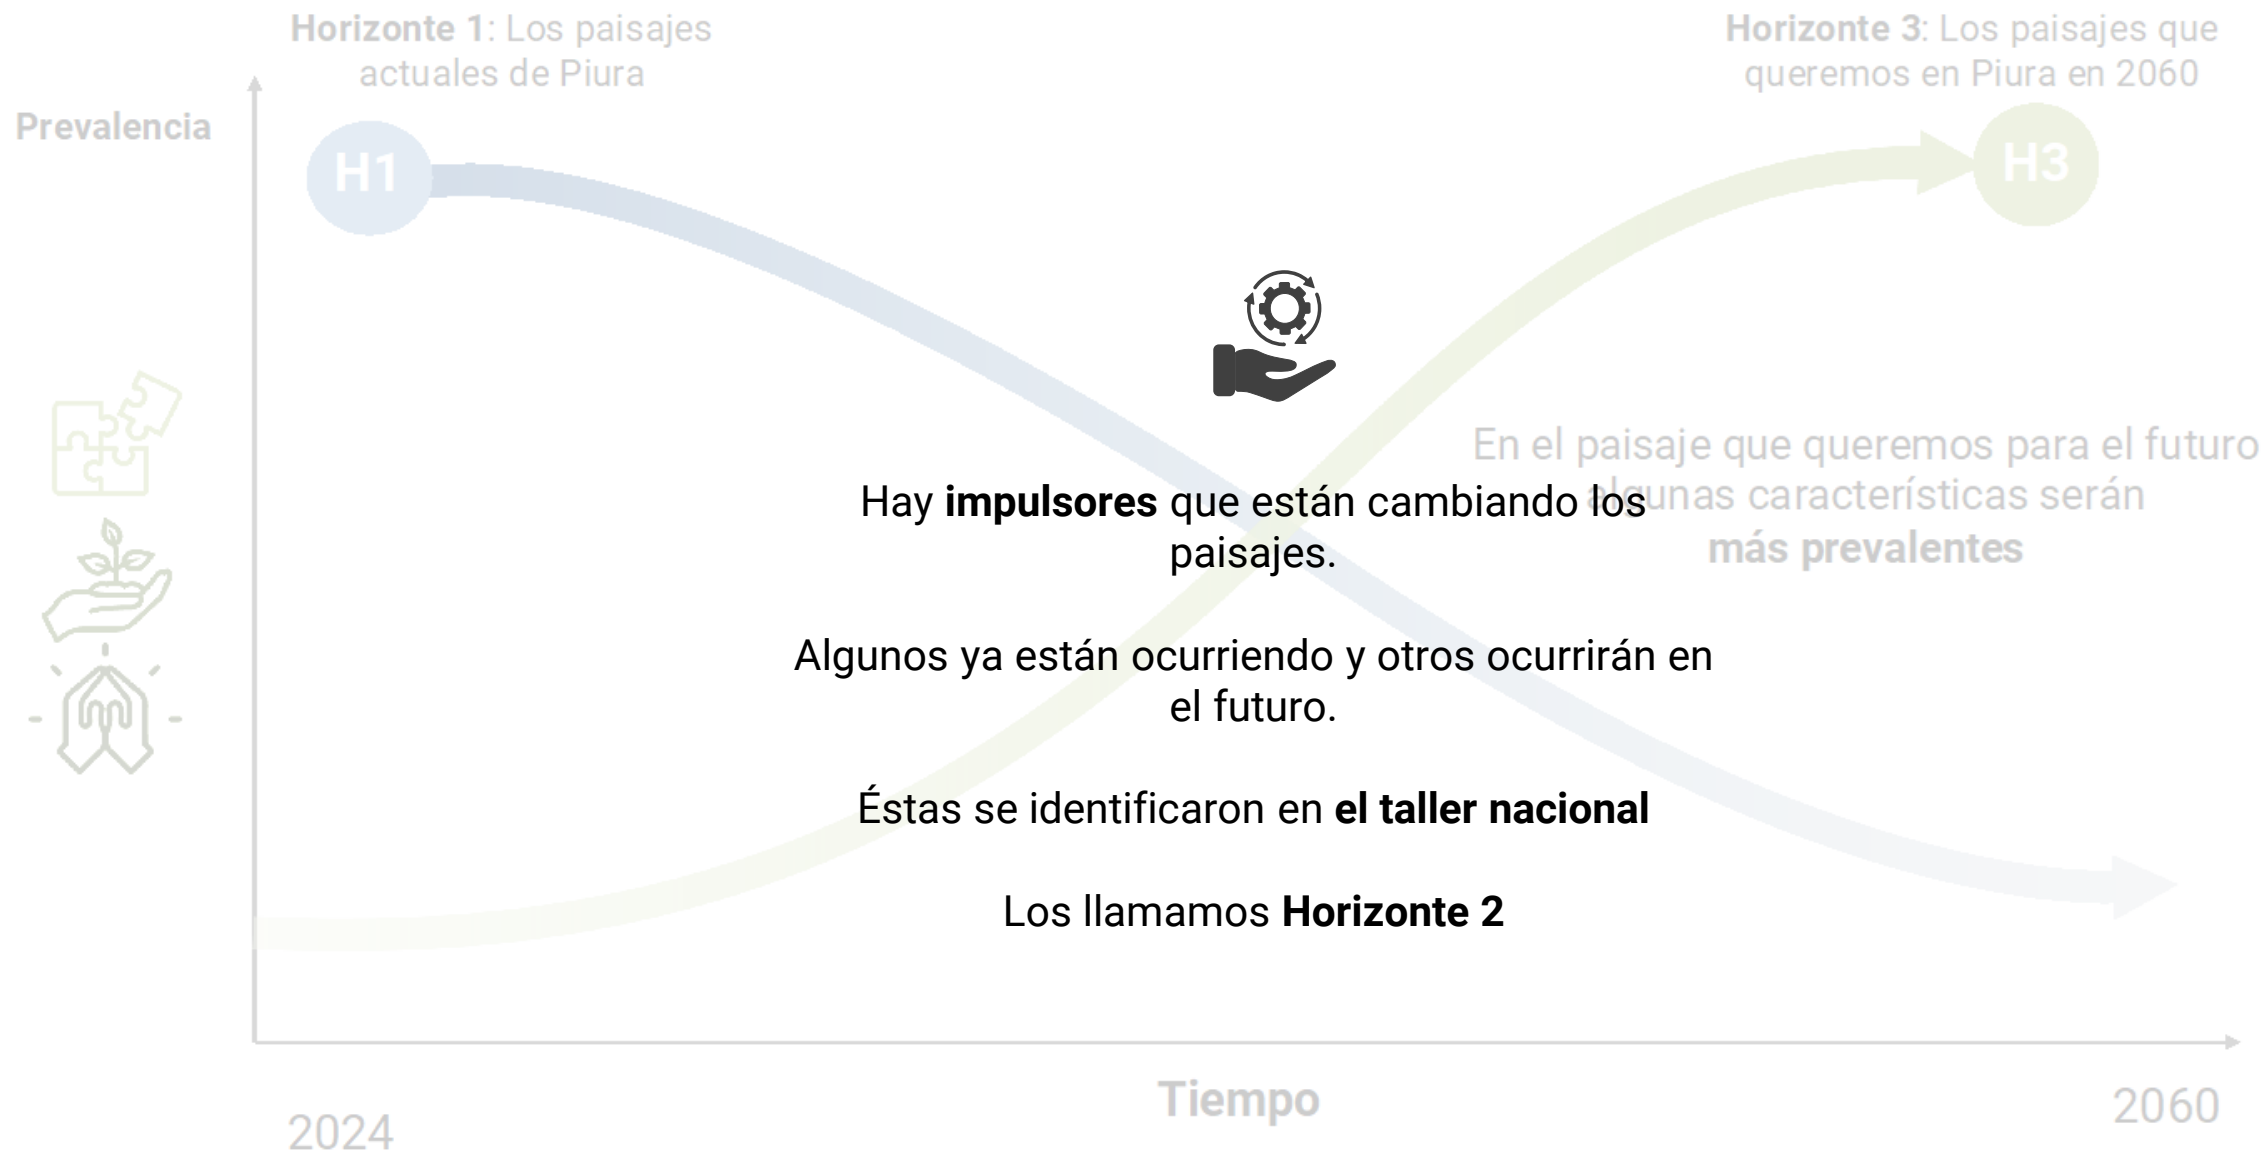 Horizonte 1: Los paisajes
actuales de Piura
Horizonte 3: Los paisajes que
queremos en Piura en 2060
Prevalencia
H1
H3
En el paisaje que queremos para el futuro
algunas características serán
más prevalentes
Hay impulsores que están cambiando los
paisajes.
Algunos ya están ocurriendo y otros ocurrirán en
el futuro.
Éstas se identificaron en el taller nacional
Los llamamos Horizonte 2
Tiempo
2024
2060